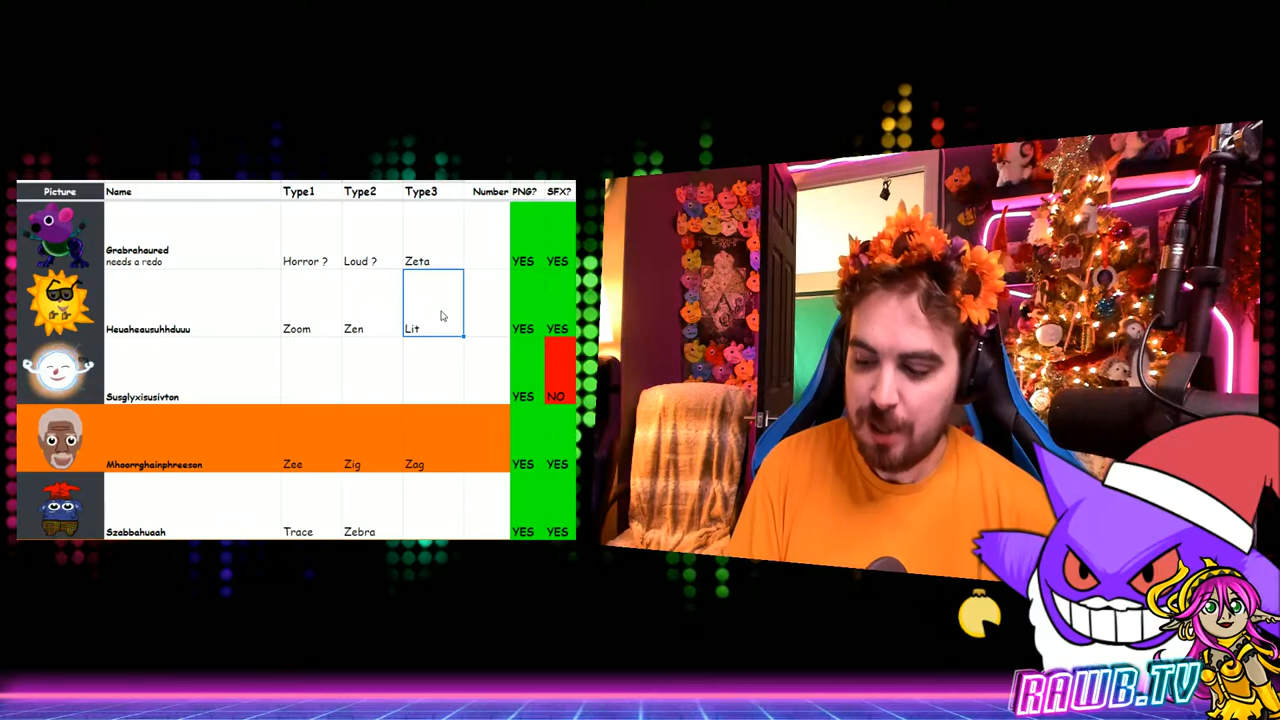 Picture Name Type1 Type2 Type3 Number PNG? SFX?
Grabrahaured
needs a redo Horror ? Loud ? Zeta YES YES
Heuaheausuhhduuu Zoom Zen Lit YES YES
Susglyxisusivton YES NO
Mhoorrghainphreeson Zee Zig Zag YES YES
Szabbahuaah Trace Zebra YES YES
RAWB.TV